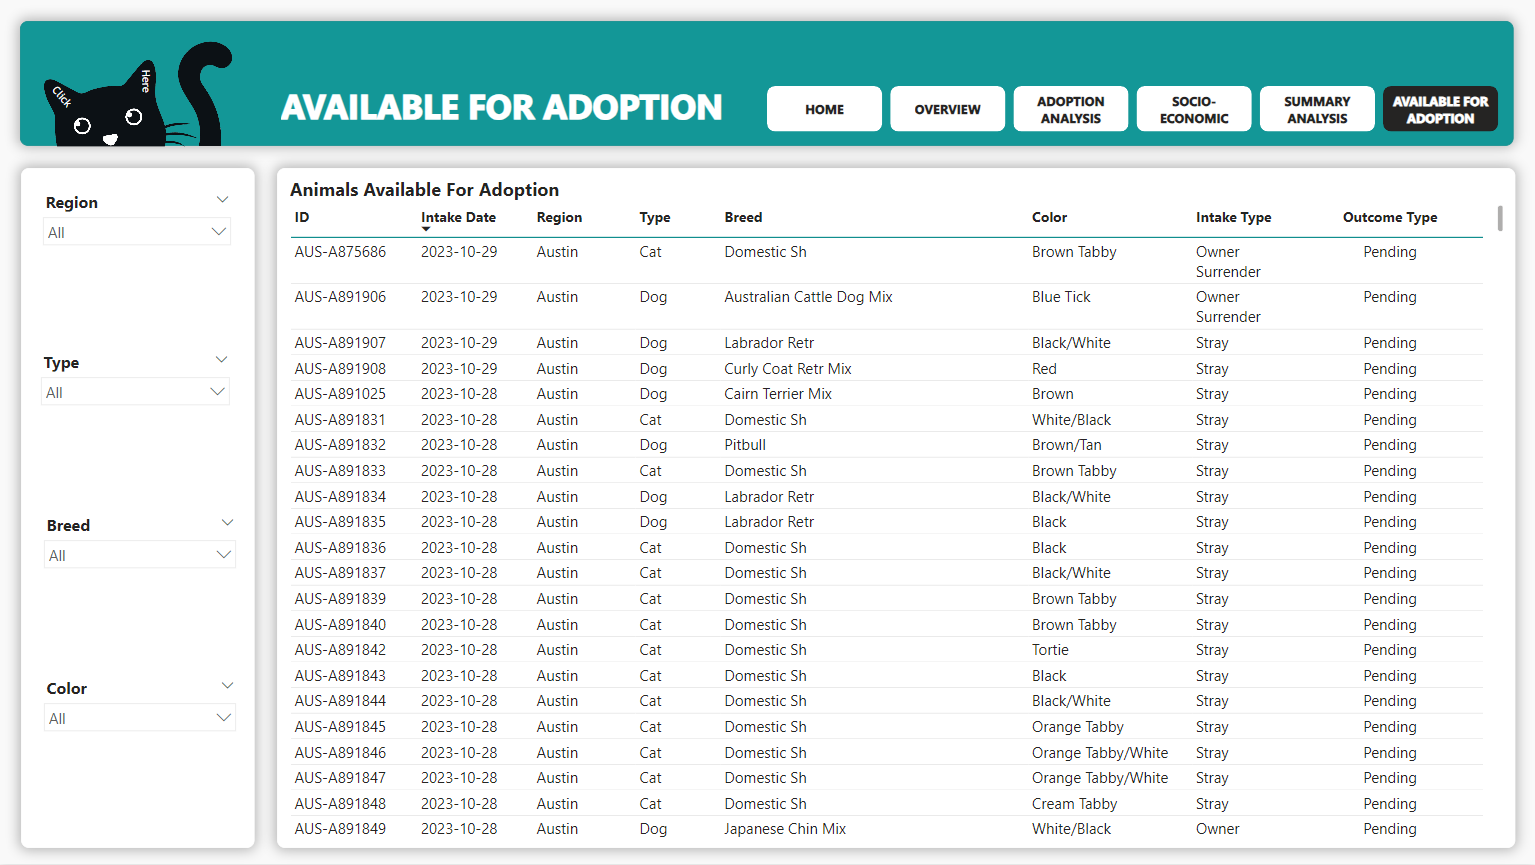 Click
Here
AVAILABLE FOR ADOPTION
HOME
OVERVIEW
ADOPTION
ANALYSIS
SOCIO-
ECONOMIC
SUMMARY
ANALYSIS
AVAILABLE FOR
ADOPTION
Region
All
Type
All
Breed
All
Color
All
Animals Available For Adoption
ID Intake Date Region Type Breed Color Intake Type Outcome Type
AUS-A875686 2023-10-29 Austin Cat Domestic Sh Brown Tabby Owner Pending
Surrender
AUS-A891906 2023-10-29 Austin Dog Australian Cattle Dog Mix Blue Tick Owner Pending
Surrender
AUS-A891907 2023-10-29 Austin Dog Labrador Retr Black/White Stray Pending
AUS-A891908 2023-10-29 Austin Dog Curly Coat Retr Mix Red Stray Pending
AUS-A891025 2023-10-28 Austin Dog Cairn Terrier Mix Brown Stray Pending
AUS-A891831 2023-10-28 Austin Cat Domestic Sh White/Black Stray Pending
AUS-A891832 2023-10-28 Austin Dog Pitbull Brown/Tan Stray Pending
AUS-A891833 2023-10-28 Austin Cat Domestic Sh Brown Tabby Stray Pending
AUS-A891834 2023-10-28 Austin Dog Labrador Retr Black/White Stray Pending
AUS-A891835 2023-10-28 Austin Dog Labrador Retr Black Stray Pending
AUS-A891836 2023-10-28 Austin Cat Domestic Sh Black Stray Pending
AUS-A891837 2023-10-28 Austin Cat Domestic Sh Black/White Stray Pending
AUS-A891839 2023-10-28 Austin Cat Domestic Sh Brown Tabby Stray Pending
AUS-A891840 2023-10-28 Austin Cat Domestic Sh Brown Tabby Stray Pending
AUS-A891842 2023-10-28 Austin Cat Domestic Sh Tortie Stray Pending
AUS-A891843 2023-10-28 Austin Cat Domestic Sh Black Stray Pending
AUS-A891844 2023-10-28 Austin Cat Domestic Sh Black/White Stray Pending
AUS-A891845 2023-10-28 Austin Cat Domestic Sh Orange Tabby Stray Pending
AUS-A891846 2023-10-28 Austin Cat Domestic Sh Orange Tabby/White Stray Pending
AUS-A891847 2023-10-28 Austin Cat Domestic Sh Orange Tabby/White Stray Pending
AUS-A891848 2023-10-28 Austin Cat Domestic Sh Cream Tabby Stray Pending
AUS-A891849 2023-10-28 Austin Dog Japanese Chin Mix White/Black Owner Pending